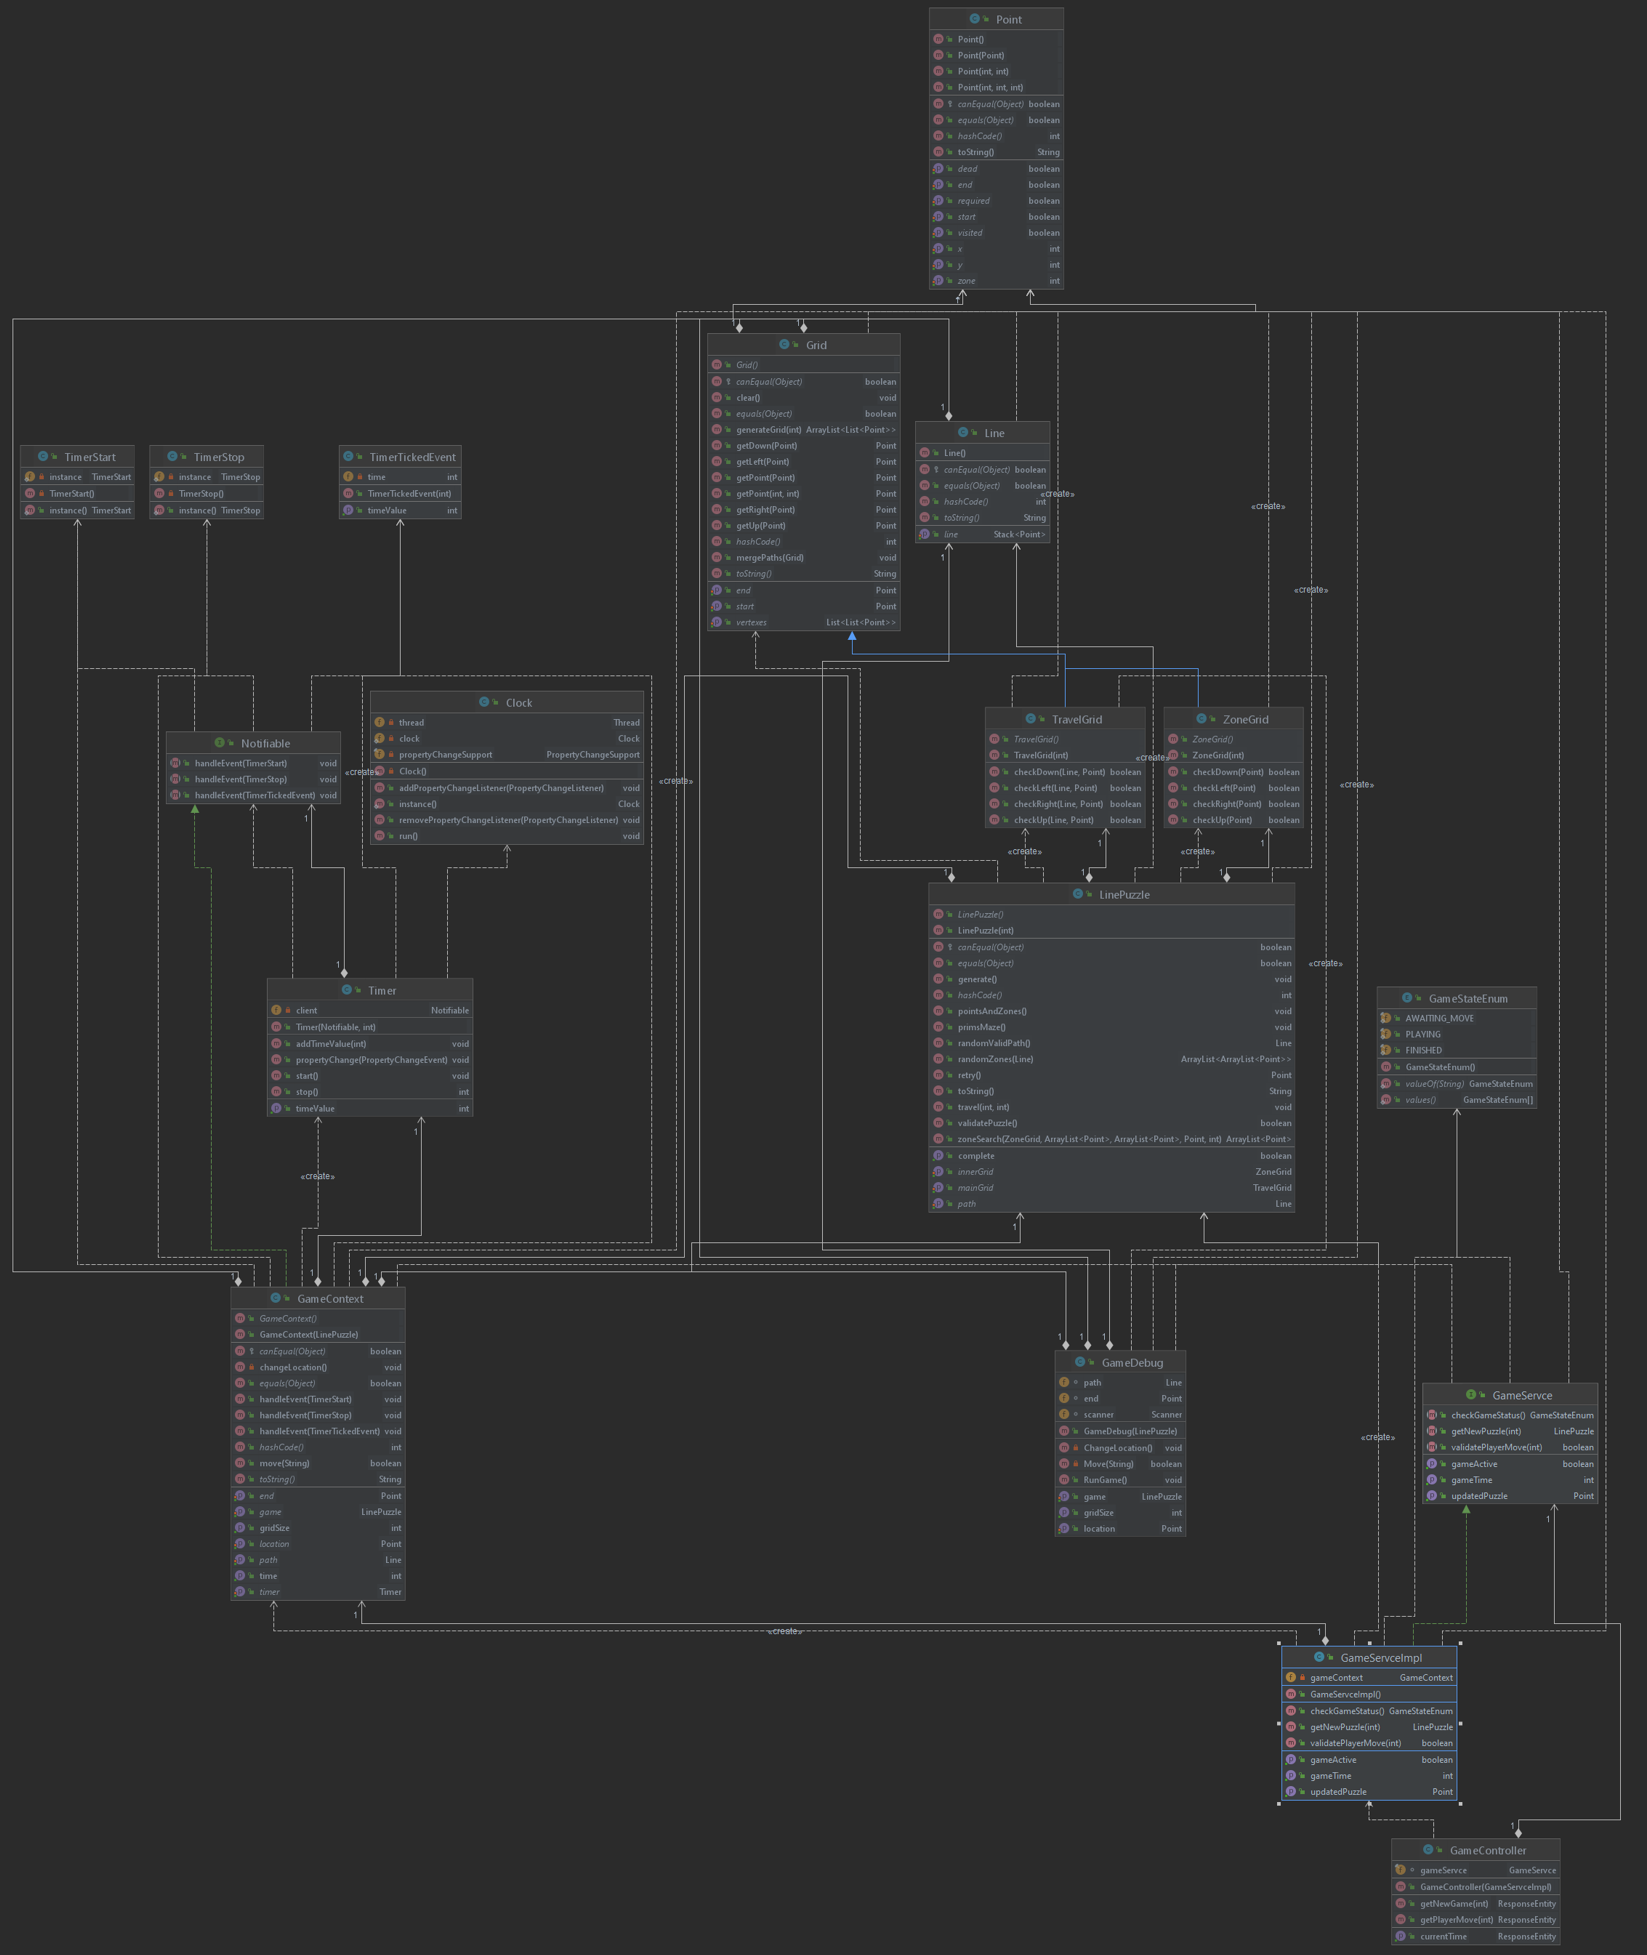 Point
Point()
Point(Point)
Point(int, int)
Point(int, int, int)
canEqual(Object) boolean
equals(Object) boolean
hashCode() int
toString() String
dead boolean
end boolean
required boolean
start boolean
visited boolean
x int
y int
zone int
1
1
Grid
Grid()
canEqual(Object) boolean
clear() void
equals(Object) boolean
generateGrid(int) ArrayList<List<Point>>
getDown(Point) Point
getLeft(Point) Point
getPoint(Point) Point
getPoint(int, int) Point
getRight(Point) Point
getUp(Point) Point
hashCode() int
mergePaths(Grid) void
toString() String
end Point
start Point
vertexes List<List<Point>>
1
Line
Line()
canEqual(Object) boolean
equals(Object) boolean
hashCode() int
toString() String
line Stack<Point>
1
«create»
«create»
«create»
TimerStart
instance TimerStart
TimerStart()
instance() TimerStart
TimerStop
instance TimerStop
TimerStop()
instance() TimerStop
TimerTickedEvent
time int
TimerTickedEvent(int)
timeValue int
Clock
thread Thread
clock Clock
propertyChangeSupport PropertyChangeSupport
Clock()
addPropertyChangeListener(PropertyChangeListener) void
instance() Clock
removePropertyChangeListener(PropertyChangeListener) void
run() void
Notifiable
handleEvent(TimerStart) void
handleEvent(TimerStop) void
handleEvent(TimerTickedEvent) void
1
«create»
«create»
TravelGrid
TravelGrid()
TravelGrid(int)
checkDown(Line, Point) boolean
checkLeft(Line, Point) boolean
checkRight(Line, Point) boolean
checkUp(Line, Point) boolean
«create»
ZoneGrid
ZoneGrid()
ZoneGrid(int)
checkDown(Point) boolean
checkLeft(Point) boolean
checkRight(Point) boolean
checkUp(Point) boolean
«create»
«create»
1
«create»
1
1
1
1
LinePuzzle
LinePuzzle()
LinePuzzle(int)
canEqual(Object) boolean
equals(Object) boolean
generate() void
hashCode() int
pointsAndZones() void
primsMaze() void
randomValidPath() Line
randomZones(Line) ArrayList<ArrayList<Point>>
retry() Point
toString() String
travel(int, int) void
validatePuzzle() boolean
zoneSearch(ZoneGrid, ArrayList<Point>, ArrayList<Point>, Point, int) ArrayList<Point>
complete boolean
innerGrid ZoneGrid
mainGrid TravelGrid
path Line
1
«create»
1
Timer
client Notifiable
Timer(Notifiable, int)
addTimeValue(int) void
propertyChange(PropertyChangeEvent) void
start() void
stop() int
timeValue int
1
«create»
GameStateEnum
AWAITING_MOVE
PLAYING
FINISHED
GameStateEnum()
valueOf(String) GameStateEnum
values() GameStateEnum[]
1
1
1
1
GameContext
GameContext()
GameContext(LinePuzzle)
canEqual(Object) boolean
changeLocation() void
equals(Object) boolean
handleEvent(TimerStart) void
handleEvent(TimerStop) void
handleEvent(TimerTickedEvent) void
hashCode() int
move(String) boolean
toString() String
end Point
game LinePuzzle
gridSize int
location Point
path Line
time int
timer Timer
1
1
1
1
GameDebug
path Line
end Point
scanner Scanner
GameDebug(LinePuzzle)
ChangeLocation() void
Move(String) boolean
RunGame() void
game LinePuzzle
gridSize int
location Point
«create»
GameServce
checkGameStatus() GameStateEnum
getNewPuzzle(int) LinePuzzle
validatePlayerMove(int) boolean
gameActive boolean
gameTime int
updatedPuzzle Point
1
«create»
1
GameServceImpl
gameContext GameContext
GameServceImpl()
checkGameStatus() GameStateEnum
getNewPuzzle(int) LinePuzzle
validatePlayerMove(int) boolean
gameActive boolean
gameTime int
updatedPuzzle Point
1
GameController
gameServce GameServce
GameController(GameServceImpl)
getNewGame(int) ResponseEntity
getPlayerMove(int) ResponseEntity
currentTime ResponseEntity